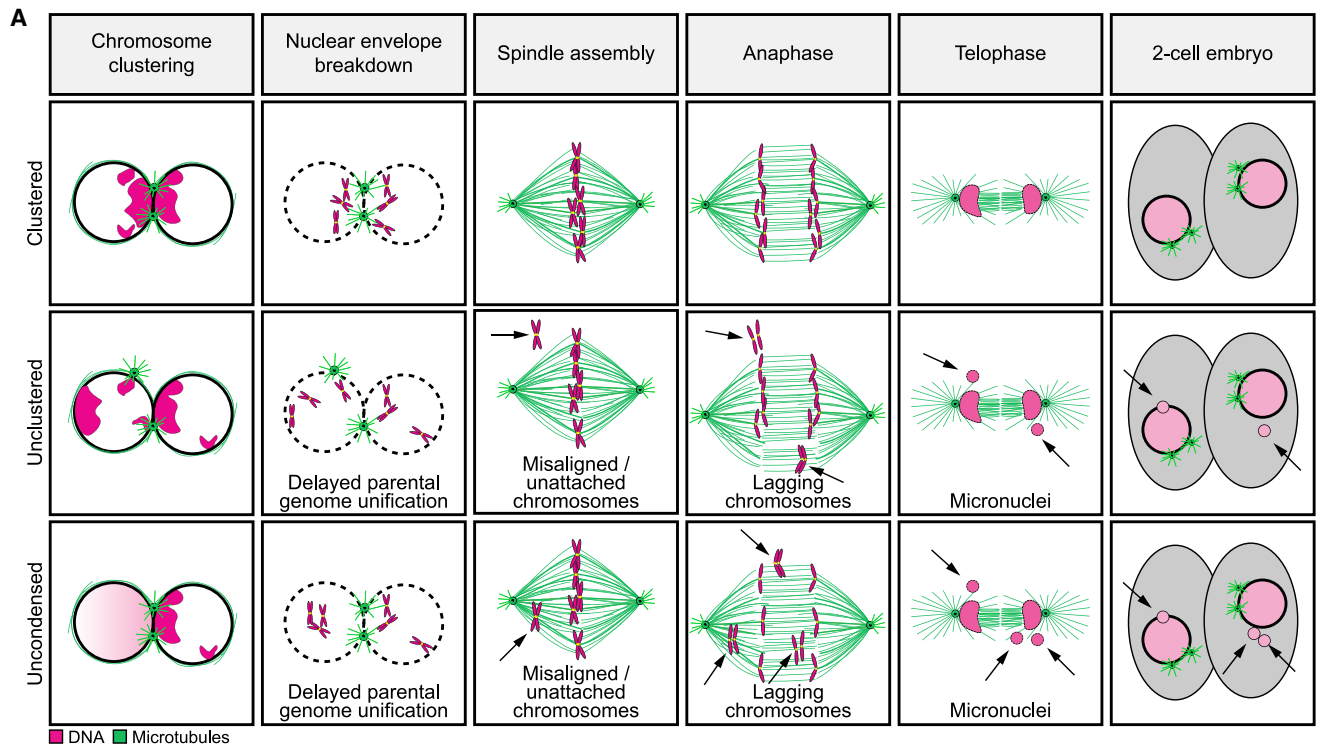 A
Chromosome
clustering
Nuclear envelope
breakdown
Spindle assembly
Anaphase
Telophase
2-cell embryo
Clustered
Unclustered
Delayed parental
genome unification
Misaligned /
unattached
chromosomes
Lagging
chromosomes
Micronuclei
Uncondensed
Delayed parental
genome unification
Misaligned /
unattached
chromosomes
Lagging
chromosomes
Micronuclei
DNA
Microtubules